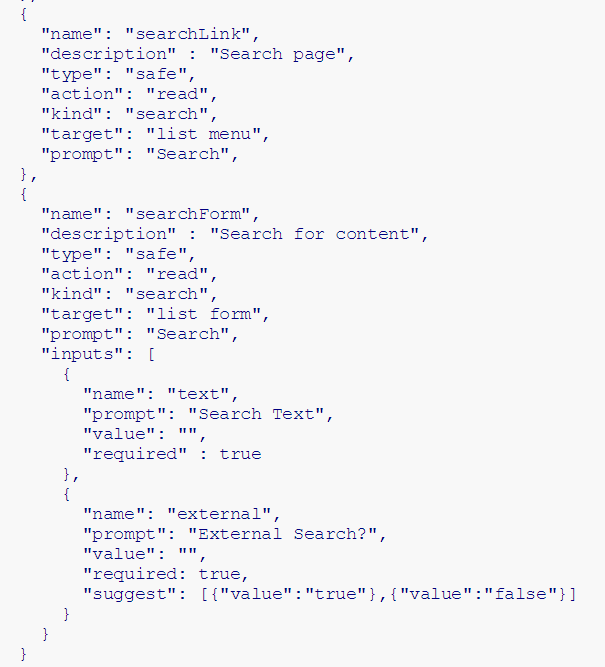 {
"name": "searchLink",
"description" : "Search page",
"type": "safe",
"action": "read",
"kind": "search",
"target": "list menu",
"prompt": "Search",
},
{
"name": "searchForm",
"description" : "Search for content",
"type": "safe",
"action": "read",
"kind": "search",
"target": "list form",
"prompt": "Search",
"inputs": [
{
"name": "text",
"prompt": "Search Text",
"value": "",
"required" : true
},
{
"name": "external",
"prompt": "External Search?",
"value": "",
"required: true,
"suggest": [{"value":"true"},{"value":"false"}]
}
}
}